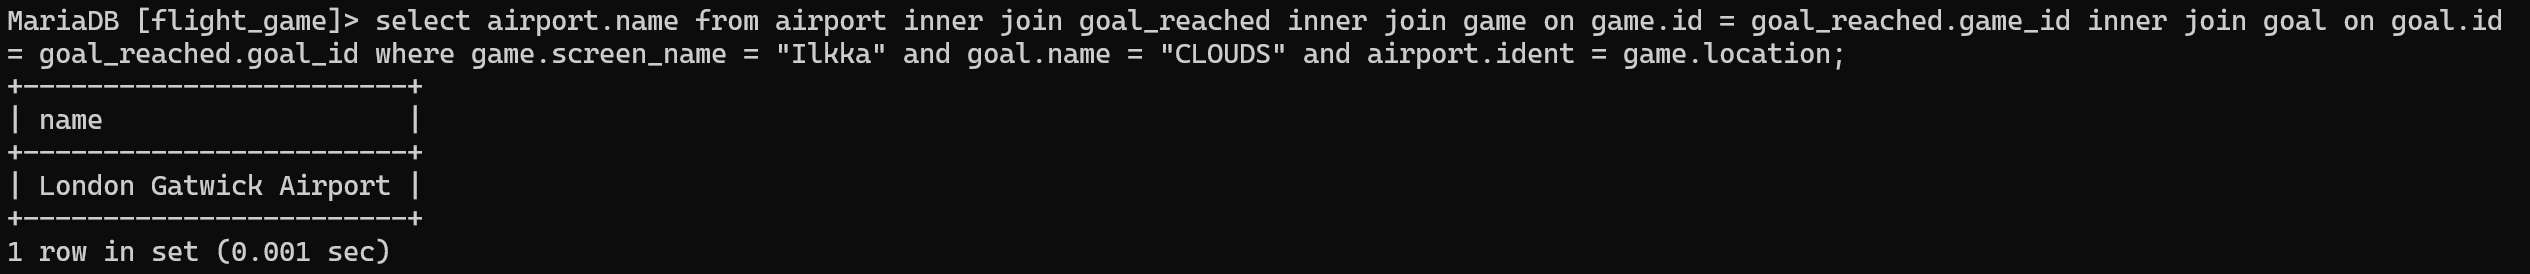 MariaDB [flight_game]> select airport.name from airport inner join goal_reached inner join game on game.id = goal_reached.game_id inner join goal on goal.id
= goal_reached.goal_id where game.screen_name = "Ilkka" and goal.name = "CLOUDS" and airport.ident = game.location;
+------------------------+
| name                   |
+------------------------+
| London Gatwick Airport |
+------------------------+
1 row in set (0.001 sec)